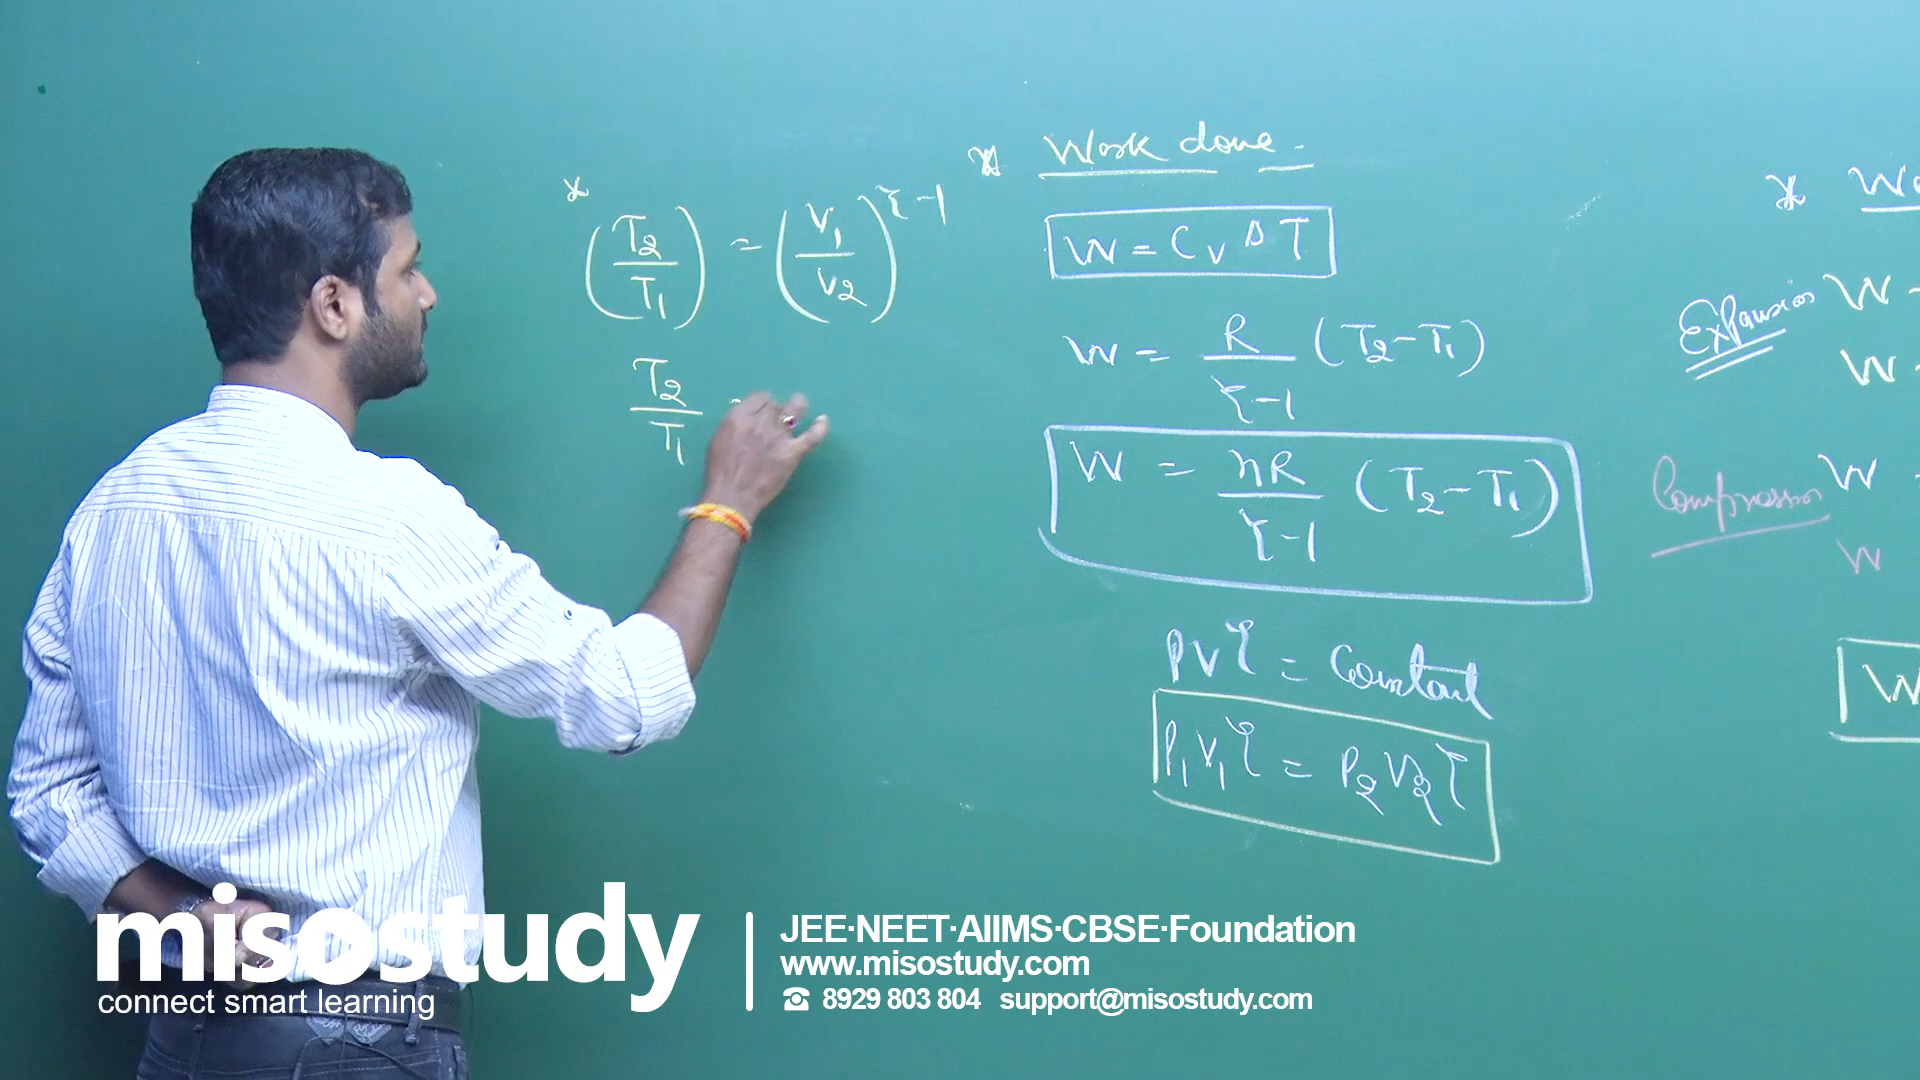 * (T₂/T₁) = (V₁/V₂)^γ-1
T₂/T₁ =
* Work done -
W = Cv ΔT
W = R/γ-1 (T₂-T₁)
W = nR/γ-1 (T₂-T₁)
PV^γ = Constant
P₁V₁^γ = P₂V₂^γ
*
Expansion W
W
Compression W
W
W
misostudy
connect smart learning
JEE·NEET·AIIMS·CBSE·Foundation
www.misostudy.com
☎ 8929 803 804 support@misostudy.com